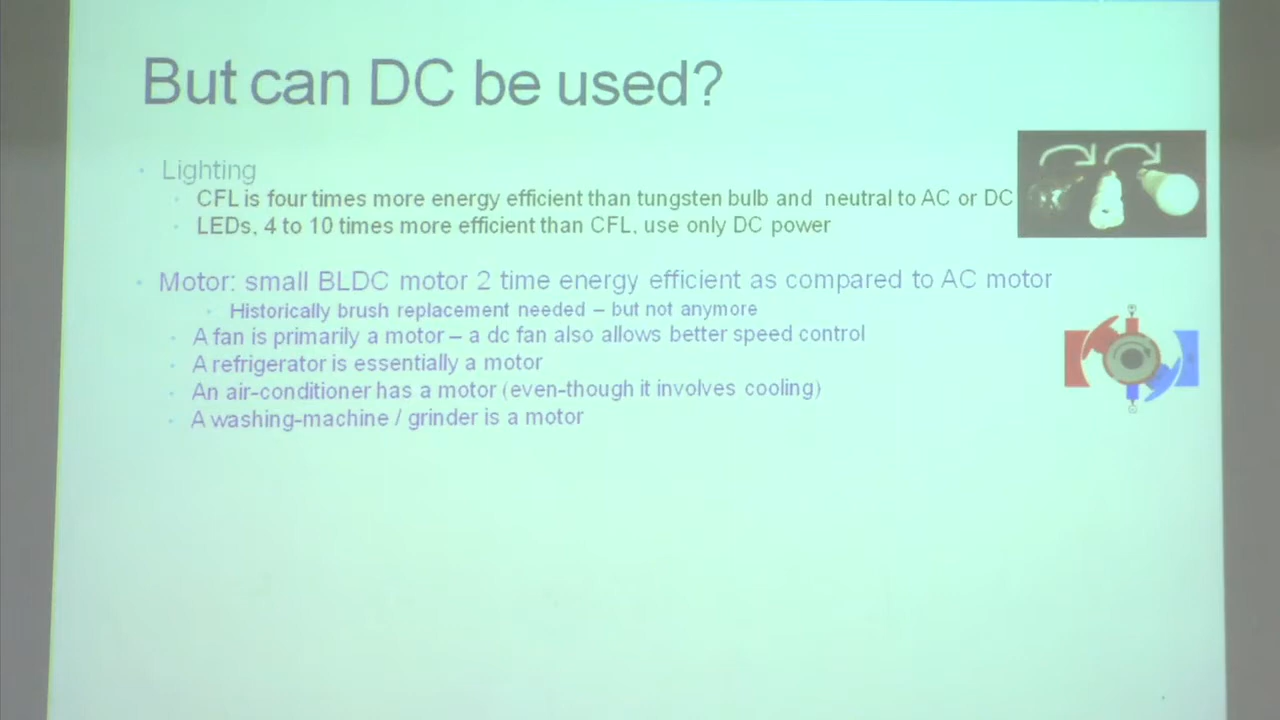 But can DC be used?
Lighting
CFL is four times more energy efficient than tungsten bulb and neutral to AC or DC
LEDs, 4 to 10 times more efficient than CFL, use only DC power
Motor: small BLDC motor 2 time energy efficient as compared to AC motor
Historically brush replacement needed – but not anymore
A fan is primarily a motor – a dc fan also allows better speed control
A refrigerator is essentially a motor
An air-conditioner has a motor (even-though it involves cooling)
A washing-machine / grinder is a motor